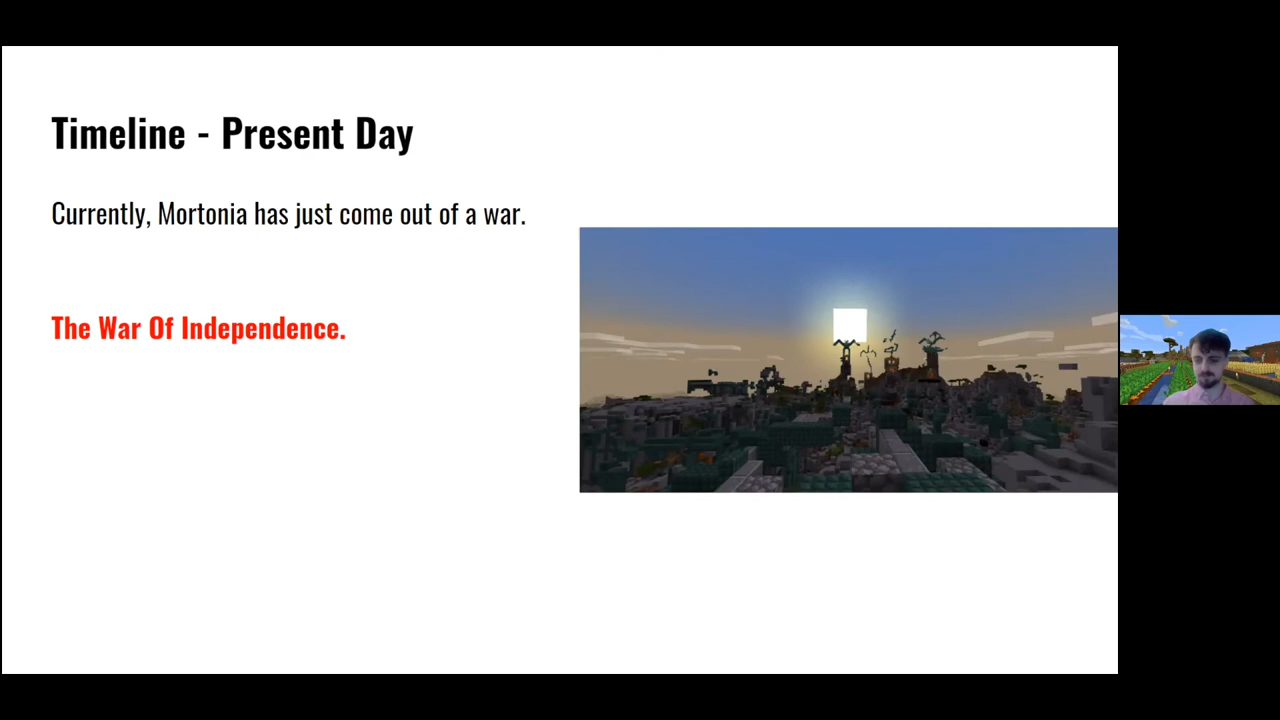 Timeline - Present Day
Currently, Mortonia has just come out of a war.
The War Of Independence.